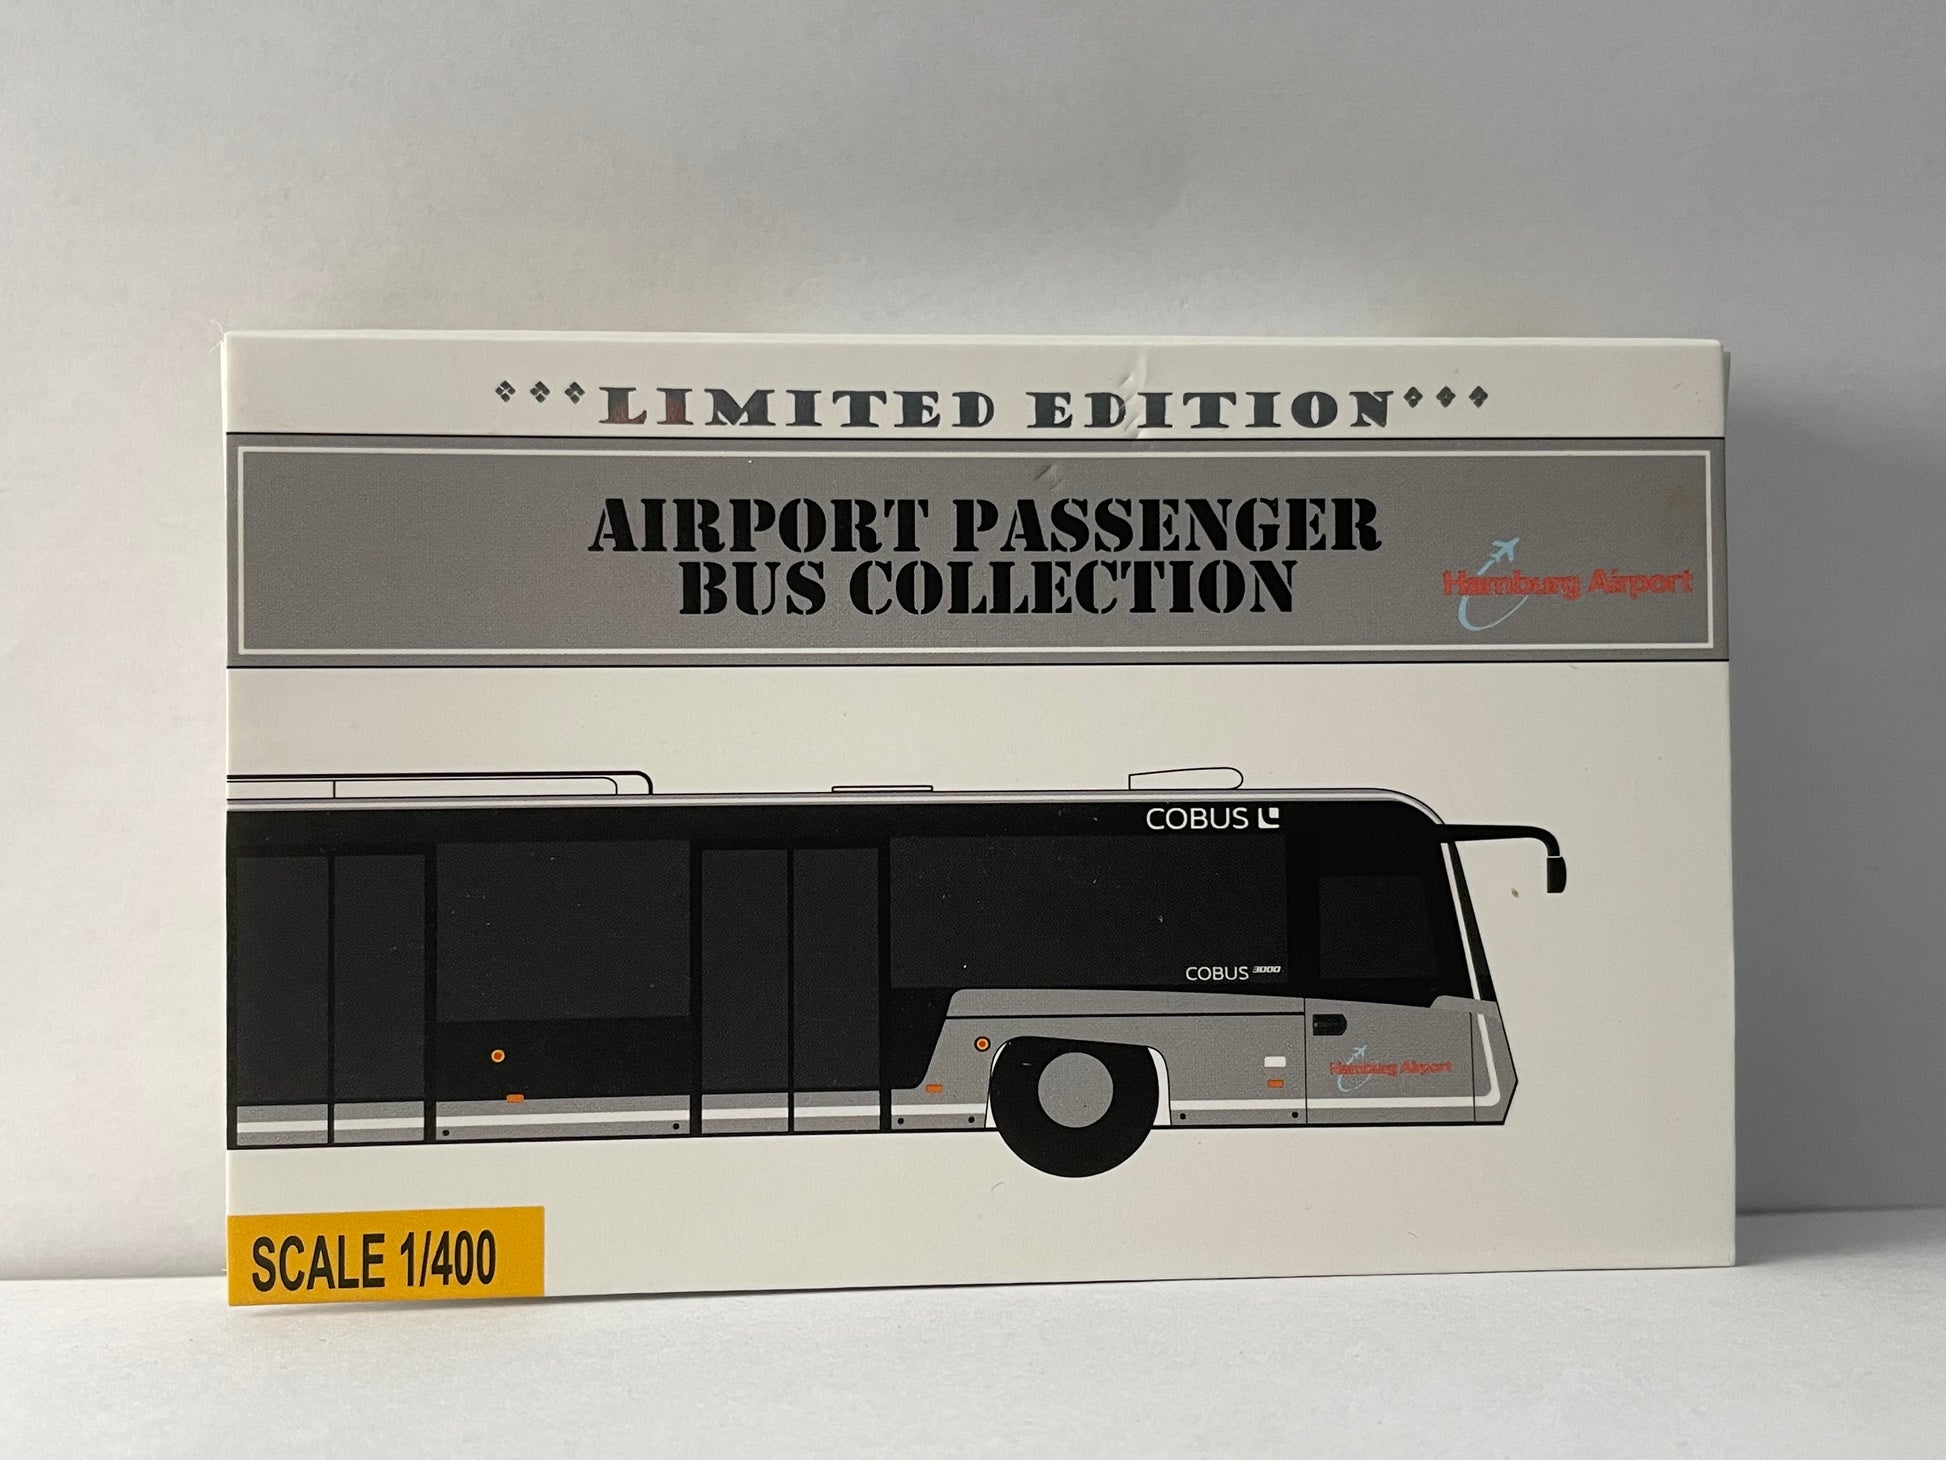 LIMITED EDITION
AIRPORT PASSENGER
BUS COLLECTION
Hamburg Airport
COBUS
COBUS 3000
Hamburg Airport
SCALE 1/400